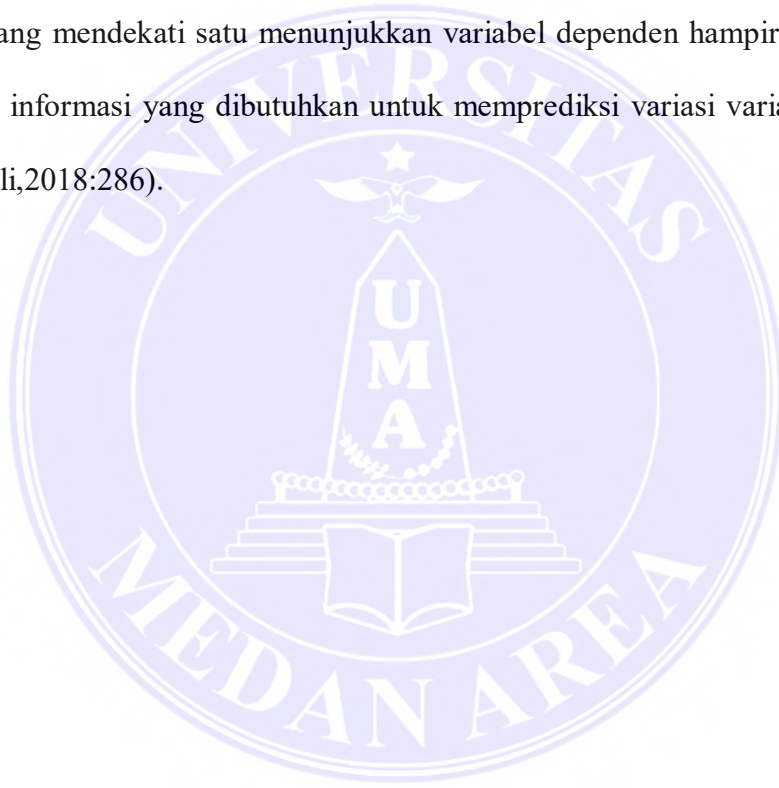 ang mendekati satu menunjukkan variabel dependen hampir
informasi yang dibutuhkan untuk memprediksi variasi varia
li,2018:286).
UNIVERSITAS
UMA
MEDAN AREA